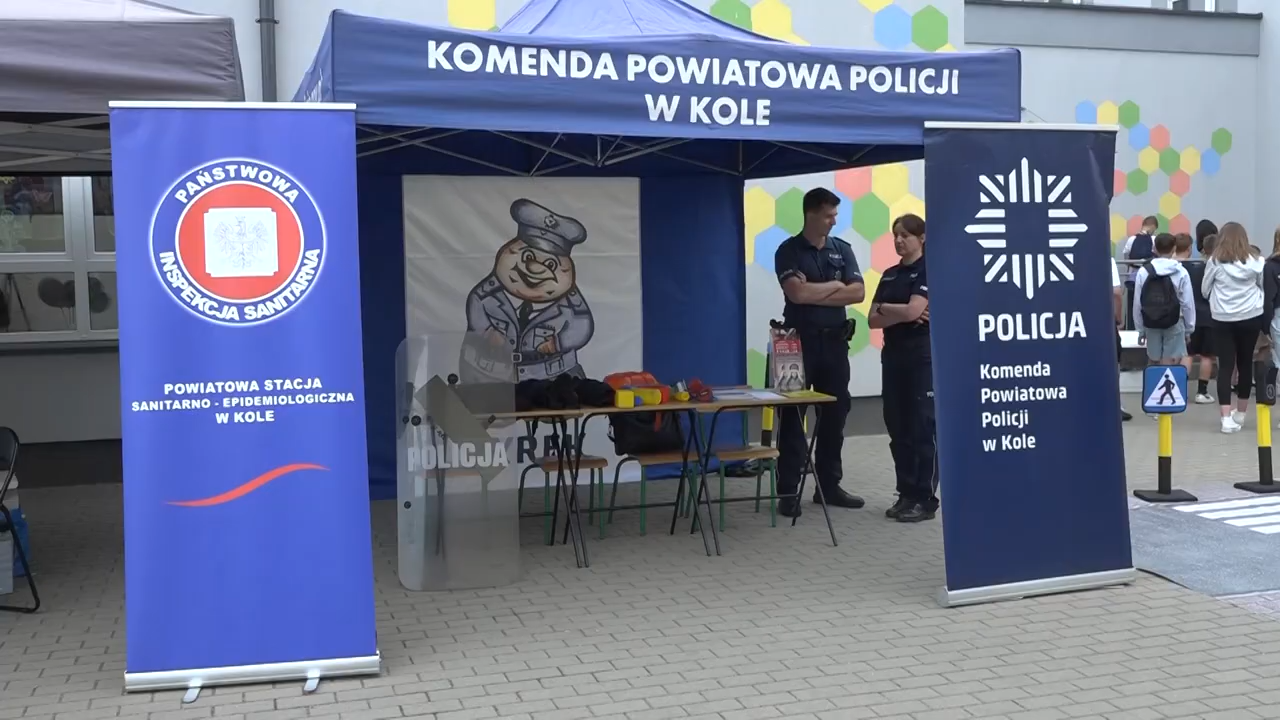 KOMENDA POWIATOWA POLICJI
W KOLE
PAŃSTWOWA
INSPEKCJA SANITARNA
POWIATOWA STACJA
SANITARNO - EPIDEMIOLOGICZNA
W KOLE
POLICJA
POLICJA
Komenda
Powiatowa
Policji
w Kole